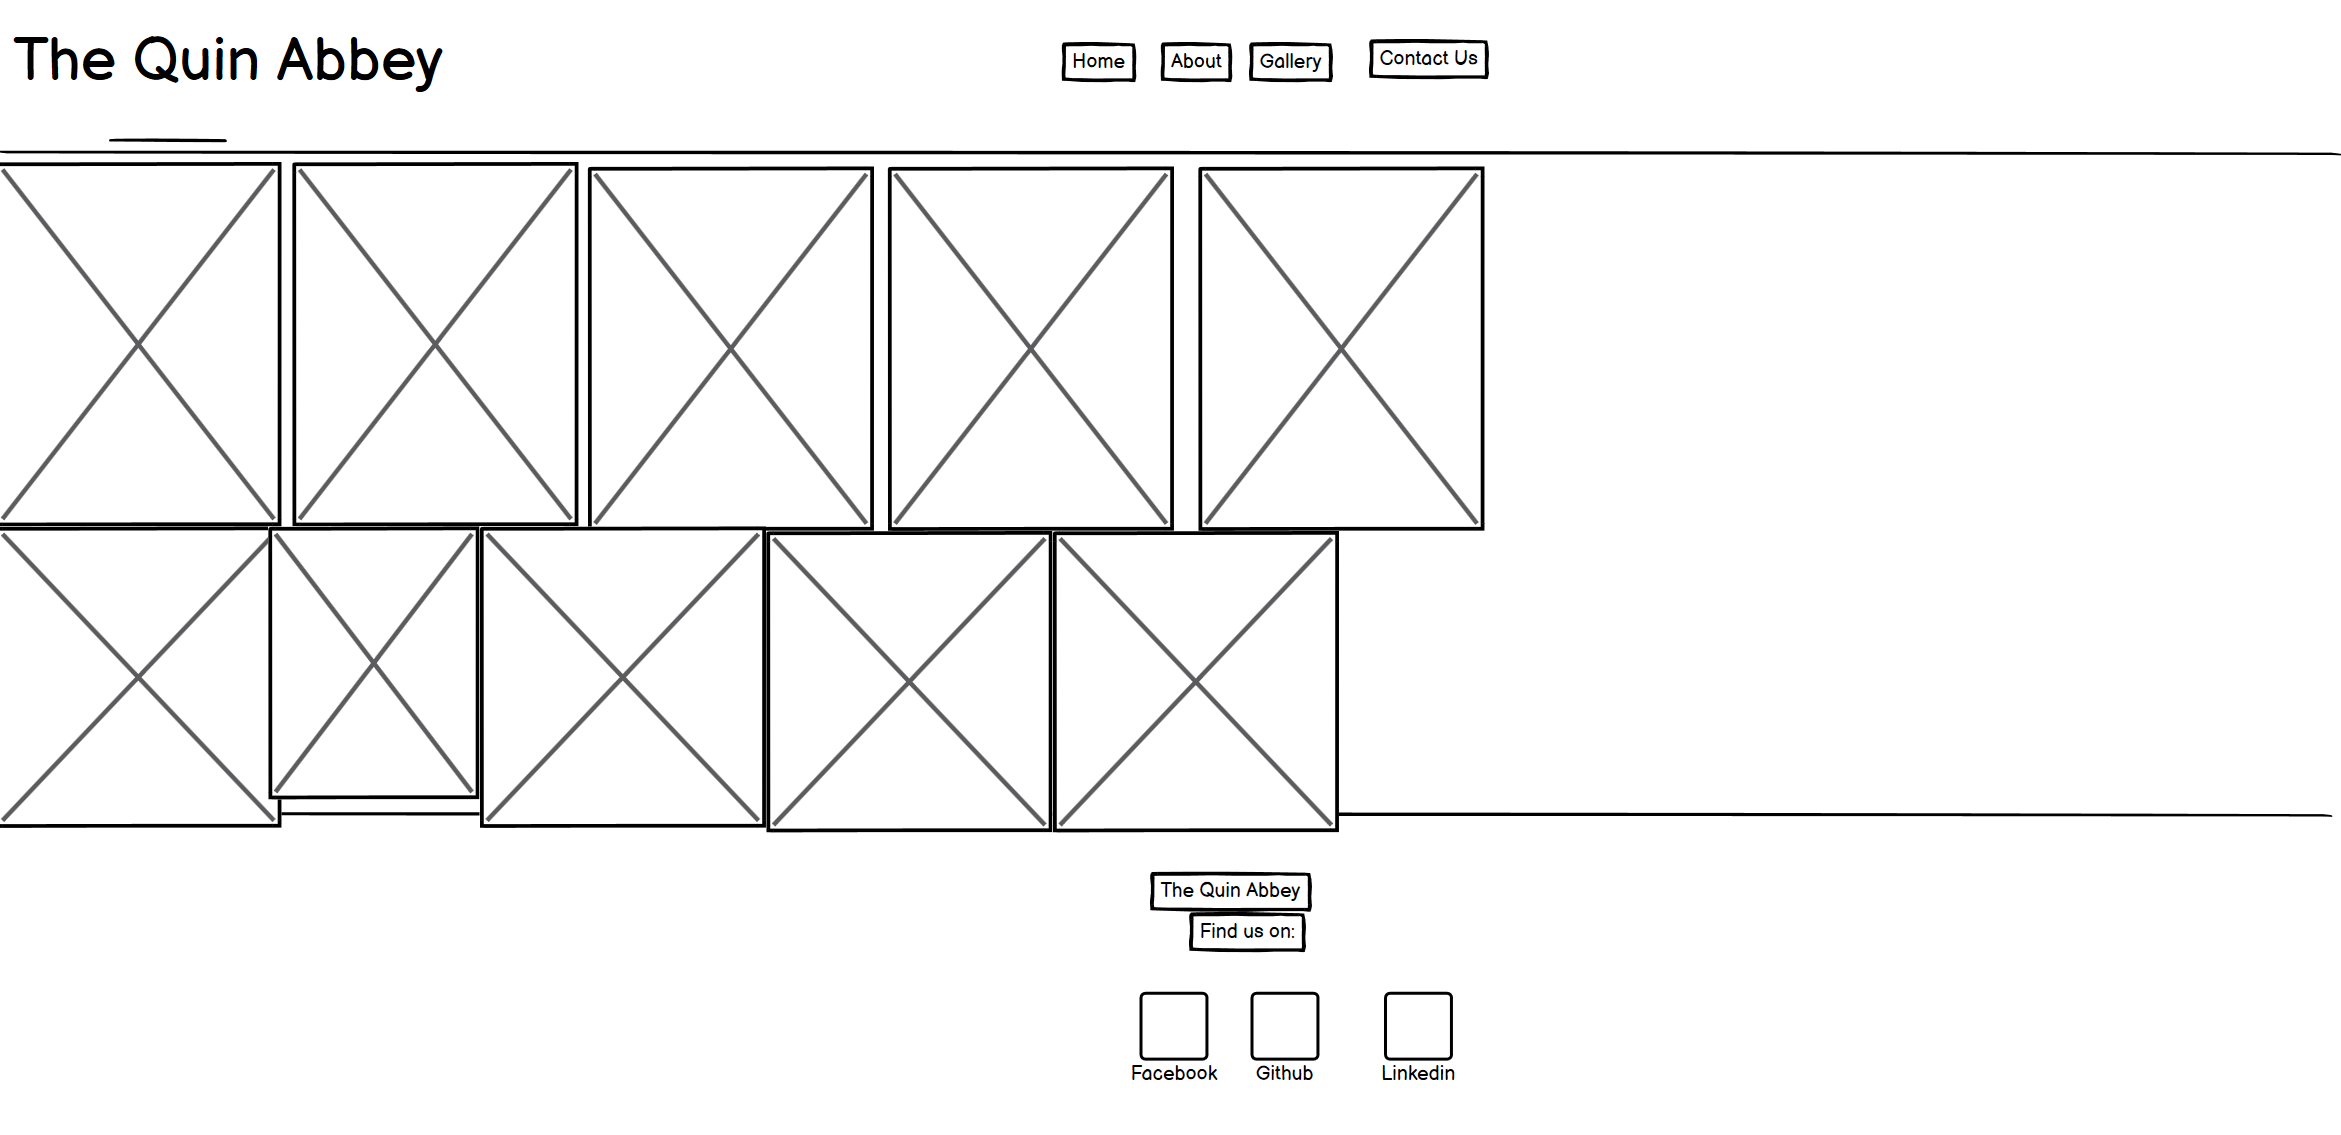 The Quin Abbey
Home About Gallery Contact Us
The Quin Abbey
Find us on:
Facebook Github Linkedin